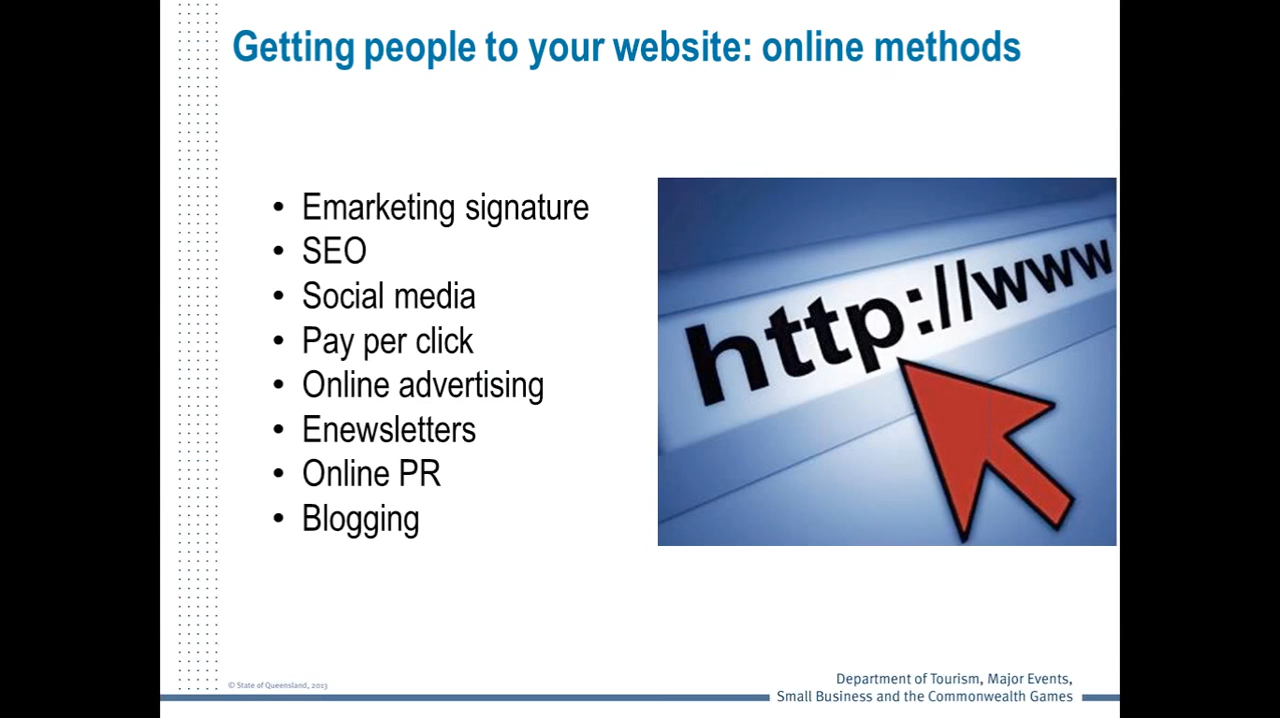 Getting people to your website: online methods
• Emarketing signature
• SEO
• Social media
• Pay per click
• Online advertising
• Enewsletters
• Online PR
• Blogging
http://www
© State of Queensland, 2013
Department of Tourism, Major Events,
Small Business and the Commonwealth Games